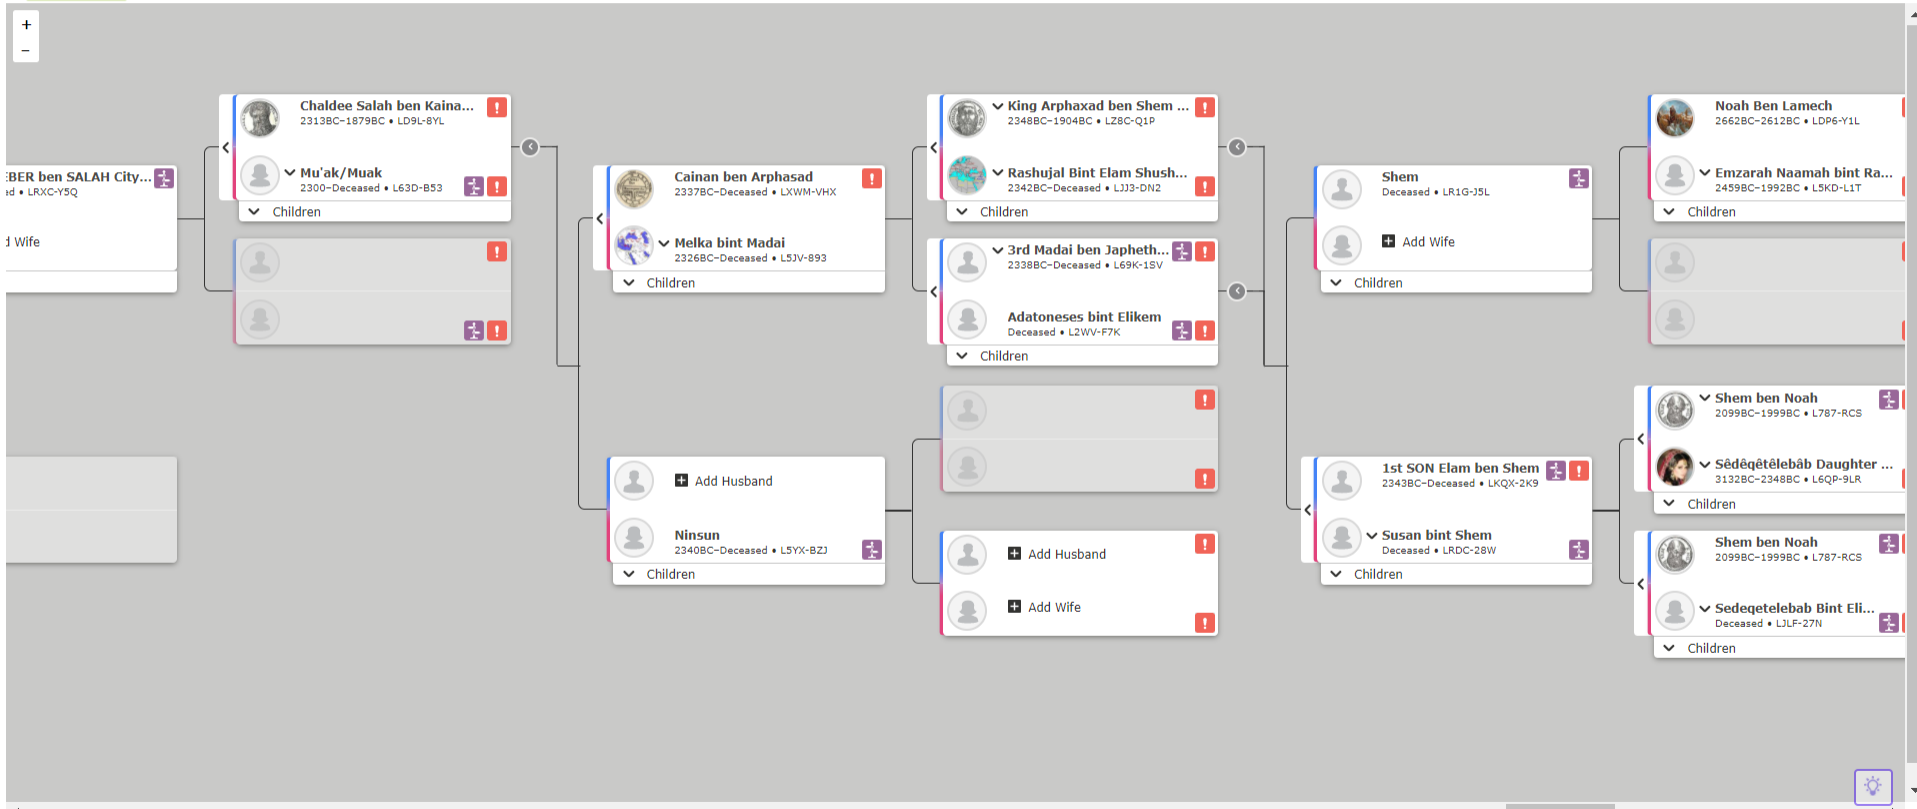 +
−
EBER ben SALAH City...
ed • LRXC-Y5Q
d Wife
Chaldee Salah ben Kaina...
2313BC–1879BC • LD9L-8YL
Mu'ak/Muak
2300–Deceased • L63D-B53
Children
Cainan ben Arphasad
2337BC–Deceased • LXWM-VHX
Melka bint Madai
2326BC–Deceased • L5JV-893
Children
Add Husband
Ninsun
2340BC–Deceased • L5YX-BZJ
Children
King Arphaxad ben Shem ...
2348BC–1904BC • LZ8C-Q1P
Rashujal Bint Elam Shush...
2342BC–Deceased • LJJ3-DN2
Children
3rd Madai ben Japheth...
2338BC–Deceased • L69K-1SV
Adatoneses bint Elikem
Deceased • L2WV-F7K
Children
Add Husband
Add Wife
Shem
Deceased • LR1G-J5L
Add Wife
Children
1st SON Elam ben Shem
2343BC–Deceased • LKQX-2K9
Susan bint Shem
Deceased • LRDC-28W
Children
Noah Ben Lamech
2662BC–2612BC • LDP6-Y1L
Emzarah Naamah bint Ra...
2459BC–1992BC • L5KD-L1T
Children
Shem ben Noah
2099BC–1999BC • L787-RCS
Sêdêqêtêlebâb Daughter ...
3132BC–2348BC • L6QP-9LR
Children
Shem ben Noah
2099BC–1999BC • L787-RCS
Sedeqetelebab Bint Eli...
Deceased • LJLF-27N
Children